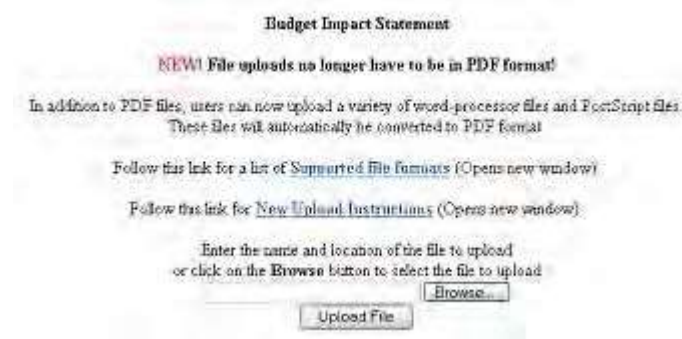 Budget Impact Statement
NEW! File uploads no longer have to be in PDF format!
In addition to PDF files, users can now upload a variety of word-processor files and PostScript files.
These files will automatically be converted to PDF format
Follow this link for a list of Supported file formats (Opens new window)
Follow this link for New Upload Instructions (Opens new window)
Enter the name and location of the file to upload
or click on the Browse button to select the file to upload
Browse...
Upload File